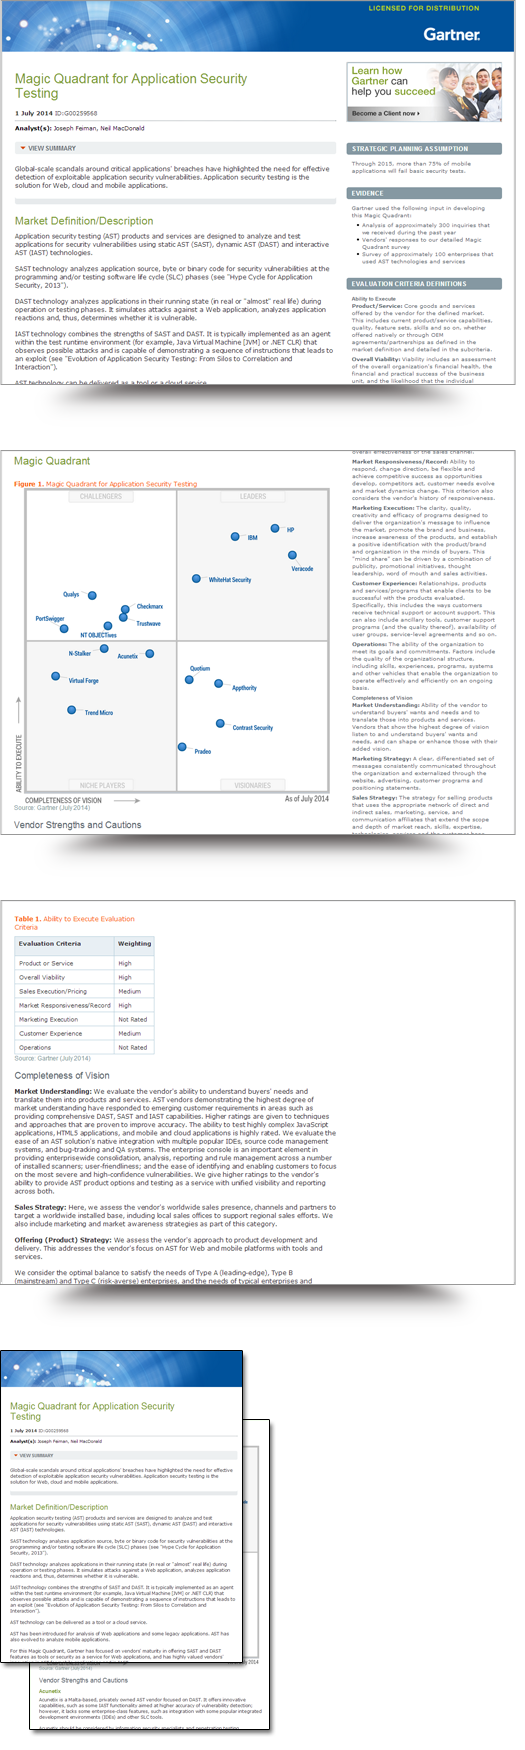 LICENSED FOR DISTRIBUTION
Gartner.
Magic Quadrant for Application Security
Testing
1 July 2014 ID:G00259568
Analyst(s): Joseph Feiman, Neil MacDonald
VIEW SUMMARY
Global-scale scandals around critical applications' breaches have highlighted the need for effective
detection of exploitable application security vulnerabilities. Application security testing is the
solution for Web, cloud and mobile applications.
Market Definition/Description
Application security testing (AST) products and services are designed to analyze and test
applications for security vulnerabilities using static AST (SAST), dynamic AST (DAST) and interactive
AST (IAST) technologies.
SAST technology analyzes application source, byte or binary code for security vulnerabilities at the
programming and/or testing software life cycle (SLC) phases (see "Hype Cycle for Application
Security, 2013").
DAST technology analyzes applications in their running state (in real or "almost" real life) during
operation or testing phases. It simulates attacks against a Web application, analyzes application
reactions and, thus, determines whether it is vulnerable.
IAST technology combines the strengths of SAST and DAST. It is typically implemented as an agent
within the test runtime environment (for example, Java Virtual Machine [JVM] or .NET CLR) that
observes possible attacks and is capable of demonstrating a sequence of instructions that leads to
an exploit (see "Evolution of Application Security Testing: From Silos to Correlation and
Interaction").
AST technology can be delivered as a tool or a cloud service.
Learn how
Gartner can
help you succeed
Become a Client now ►
STRATEGIC PLANNING ASSUMPTION
Through 2015, more than 75% of mobile
applications will fail basic security tests.
EVIDENCE
Gartner used the following input in developing
this Magic Quadrant:
• Analysis of approximately 300 inquiries that
we received during the past year
• Vendors' responses to our detailed Magic
Quadrant survey
• Survey of approximately 100 enterprises that
used AST technologies and services
EVALUATION CRITERIA DEFINITIONS
Ability to Execute
Product/Service: Core goods and services
offered by the vendor for the defined market.
This includes current product/service capabilities,
quality, feature sets, skills and so on, whether
offered natively or through OEM
agreements/partnerships as defined in the
market definition and detailed in the subcriteria.
Overall Viability: Viability includes an assessment
of the overall organization's financial health, the
financial and practical success of the business
unit, and the likelihood that the individual
Magic Quadrant
Figure 1. Magic Quadrant for Application Security Testing
CHALLENGERS
LEADERS
HP
IBM
Veracode
WhiteHat Security
Qualys
Checkmarx
PortSwigger
Trustwave
NT OBJECTives
N-Stalker
Acunetix
Quotium
Virtual Forge
Appthority
Trend Micro
Contrast Security
Pradeo
NICHE PLAYERS
VISIONARIES
ABILITY TO EXECUTE
COMPLETENESS OF VISION
As of July 2014
Source: Gartner (July 2014)
Vendor Strengths and Cautions
overall effectiveness of the sales channel.
Market Responsiveness/Record: Ability to
respond, change direction, be flexible and
achieve competitive success as opportunities
develop, competitors act, customer needs evolve
and market dynamics change. This criterion also
considers the vendor's history of responsiveness.
Marketing Execution: The clarity, quality,
creativity and efficacy of programs designed to
deliver the organization's message to influence
the market, promote the brand and business,
increase awareness of the products, and establish
a positive identification with the product/brand
and organization in the minds of buyers. This
"mind share" can be driven by a combination of
publicity, promotional initiatives, thought
leadership, word of mouth and sales activities.
Customer Experience: Relationships, products
and services/programs that enable clients to be
successful with the products evaluated.
Specifically, this includes the ways customers
receive technical support or account support. This
can also include ancillary tools, customer support
programs (and the quality thereof), availability of
user groups, service-level agreements and so on.
Operations: The ability of the organization to
meet its goals and commitments. Factors include
the quality of the organizational structure,
including skills, experiences, programs, systems
and other vehicles that enable the organization to
operate effectively and efficiently on an ongoing
basis.
Completeness of Vision
Market Understanding: Ability of the vendor to
understand buyers' wants and needs and to
translate those into products and services.
Vendors that show the highest degree of vision
listen to and understand buyers' wants and
needs, and can shape or enhance those with their
added vision.
Marketing Strategy: A clear, differentiated set of
messages consistently communicated throughout
the organization and externalized through the
website, advertising, customer programs and
positioning statements.
Sales Strategy: The strategy for selling products
that uses the appropriate network of direct and
indirect sales, marketing, service, and
communication affiliates that extend the scope
and depth of market reach, skills, expertise,
Table 1. Ability to Execute Evaluation
Criteria
Evaluation Criteria Weighting
Product or Service High
Overall Viability High
Sales Execution/Pricing Medium
Market Responsiveness/Record High
Marketing Execution Not Rated
Customer Experience Medium
Operations Not Rated
Source: Gartner (July 2014)
Completeness of Vision
Market Understanding: We evaluate the vendor's ability to understand buyers' needs and
translate them into products and services. AST vendors demonstrating the highest degree of
market understanding have responded to emerging customer requirements in areas such as
providing comprehensive DAST, SAST and IAST capabilities. Higher ratings are given to techniques
and approaches that are proven to improve accuracy. The ability to test highly complex JavaScript
applications, HTML5 applications, and mobile and cloud applications is highly rated. We evaluate the
ease of an AST solution's native integration with multiple popular IDEs, source code management
systems, and bug-tracking and QA systems. The enterprise console is an important element in
providing enterprisewide consolidation, analysis, reporting and rule management across a number
of installed scanners; user-friendliness; and the ease of identifying and enabling customers to focus
on the most severe and high-confidence vulnerabilities. We give higher ratings to the vendor's
ability to provide AST product options and testing as a service with unified visibility and reporting
across both.
Sales Strategy: Here, we assess the vendor's worldwide sales presence, channels and partners to
target a worldwide installed base, including local sales offices to support regional sales efforts. We
also include marketing and market awareness strategies as part of this category.
Offering (Product) Strategy: We assess the vendor's approach to product development and
delivery. This addresses the vendor's focus on AST for Web and mobile platforms with tools and
services.
We consider the optimal balance to satisfy the needs of Type A (leading-edge), Type B
(mainstream) and Type C (risk-averse) enterprises, and the needs of typical enterprises and
Magic Quadrant for Application Security
Testing
1 July 2014 ID:G00259568
Analyst(s): Joseph Feiman, Neil MacDonald
VIEW SUMMARY
Global-scale scandals around critical applications' breaches have highlighted the need for effective
detection of exploitable application security vulnerabilities. Application security testing is the
solution for Web, cloud and mobile applications.
Market Definition/Description
Application security testing (AST) products and services are designed to analyze and test
applications for security vulnerabilities using static AST (SAST), dynamic AST (DAST) and interactive
AST (IAST) technologies.
SAST technology analyzes application source, byte or binary code for security vulnerabilities at the
programming and/or testing software life cycle (SLC) phases (see "Hype Cycle for Application
Security, 2013").
DAST technology analyzes applications in their running state (in real or "almost" real life) during
operation or testing phases. It simulates attacks against a Web application, analyzes application
reactions and, thus, determines whether it is vulnerable.
IAST technology combines the strengths of SAST and DAST. It is typically implemented as an agent
within the test runtime environment (for example, Java Virtual Machine [JVM] or .NET CLR) that
observes possible attacks and is capable of demonstrating a sequence of instructions that leads to
an exploit (see "Evolution of Application Security Testing: From Silos to Correlation and
Interaction").
AST technology can be delivered as a tool or a cloud service.
AST has been introduced for analysis of Web applications and some legacy applications. AST has
also evolved to analyze mobile applications.
For this Magic Quadrant, Gartner has focused on vendors' maturity in offering SAST and DAST
features as tools or security as a service for Web applications, and has highly valued vendors'
2014
Source: Gartner (July 2014)
Vendor Strengths and Cautions
Acunetix
Acunetix is a Malta-based, privately owned AST vendor focused on DAST. It offers innovative
capabilities, such as some IAST functionality aimed at higher accuracy of vulnerability detection;
however, it lacks some enterprise-class features, such as integration with some popular integrated
development environments (IDEs) and other SLC tools.
Acunetix should be considered by information security specialists and penetration testing